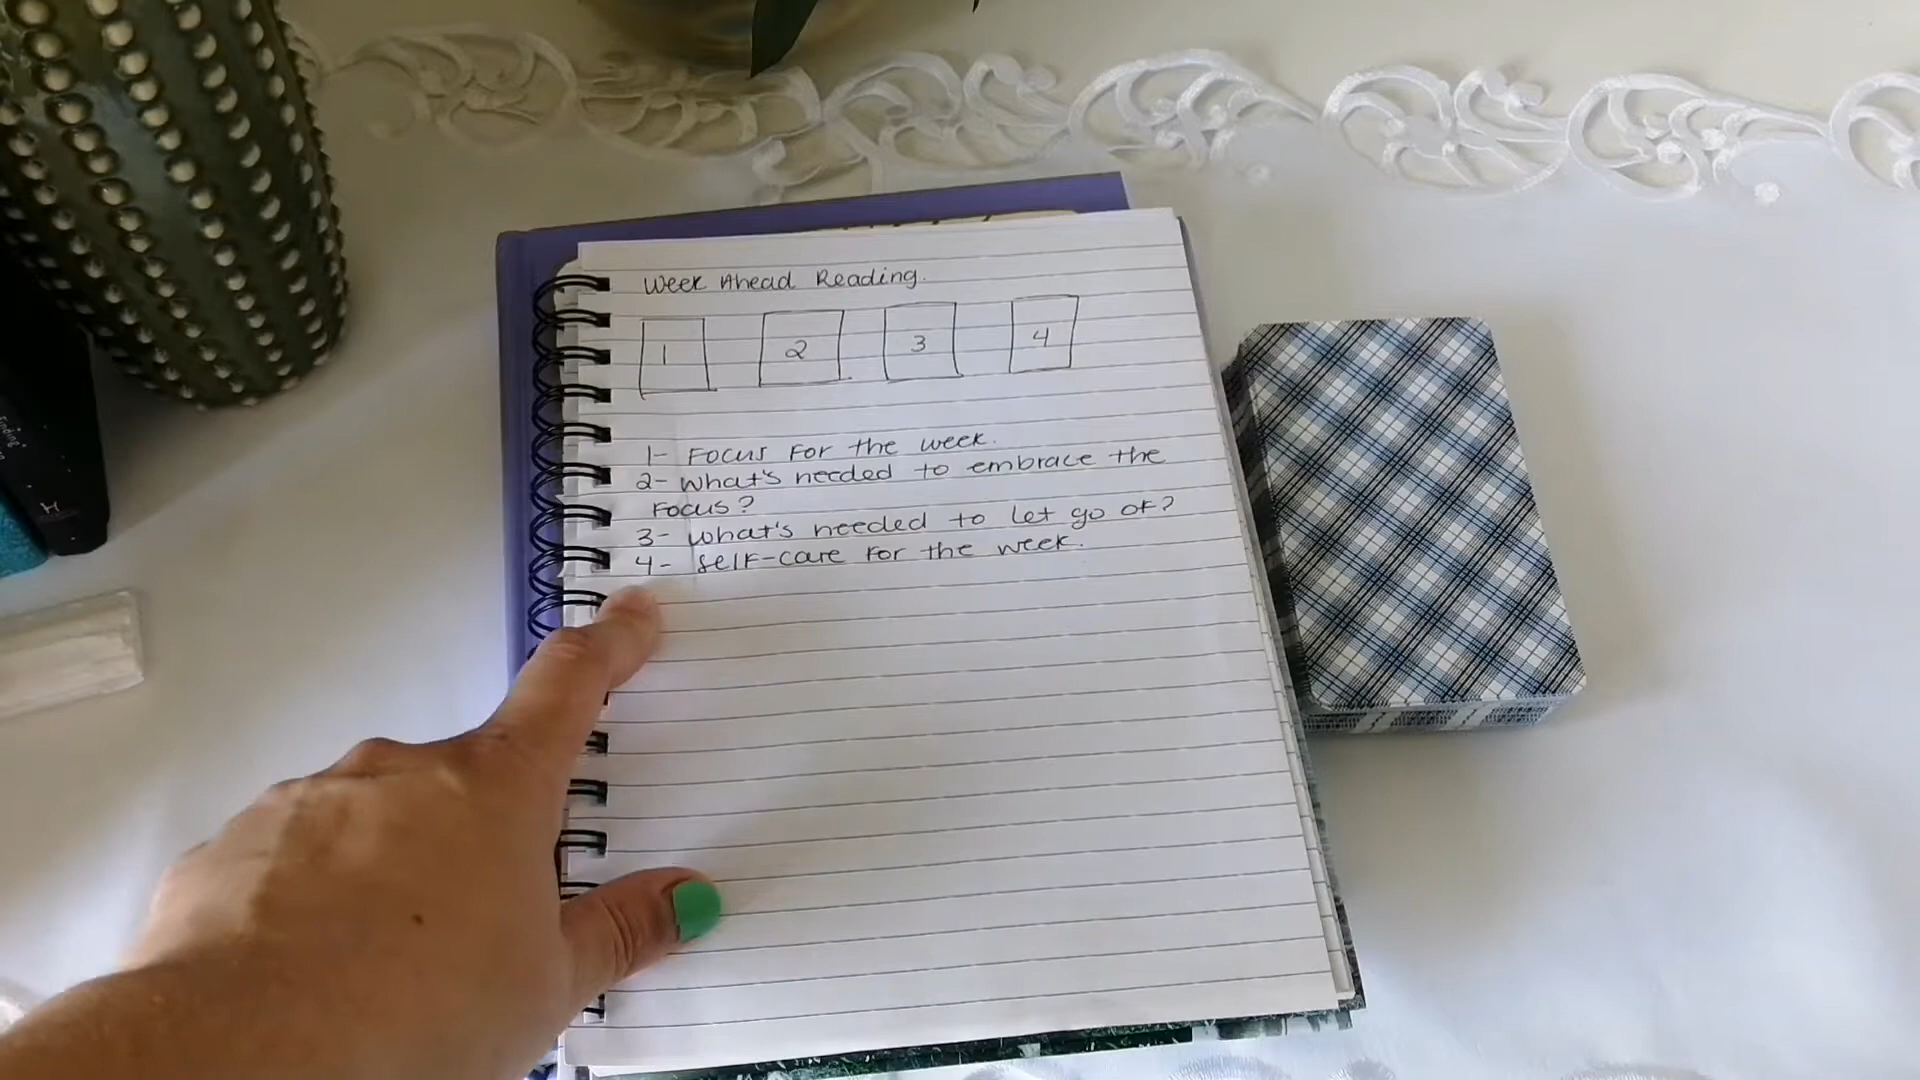 Week Ahead Reading.
1 2 3 4
1- Focus for the week.
2- What's needed to embrace the
Focus?
3- What's needed to let go of?
4- Self-care for the week.
Finding